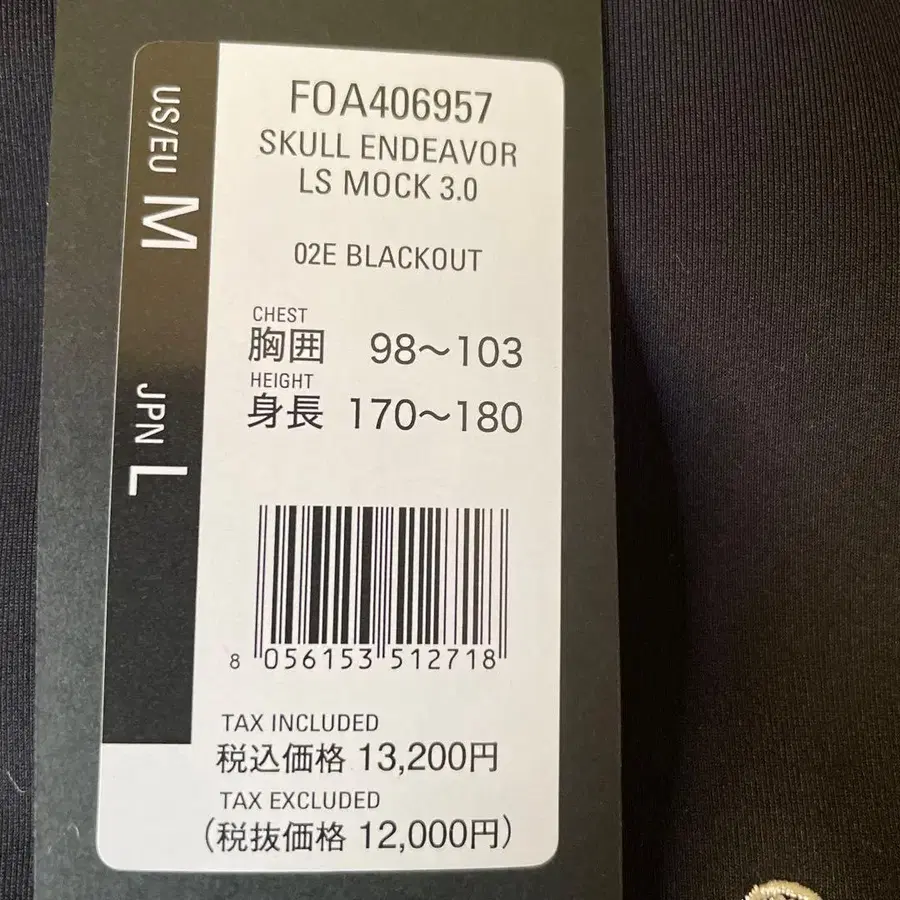 US/EU M
JPN L
FOA406957
SKULL ENDEAVOR
LS MOCK 3.0
02E BLACKOUT
CHEST
胸囲 98～103
HEIGHT
身長 170～180
8 056153 512718
TAX INCLUDED
税込価格 13,200円
TAX EXCLUDED
（税抜価格 12,000円）